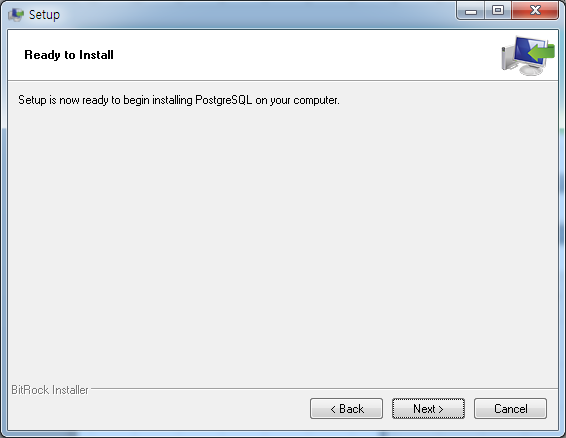 Setup
Ready to Install
Setup is now ready to begin installing PostgreSQL on your computer.
BitRock Installer
< Back
Next >
Cancel